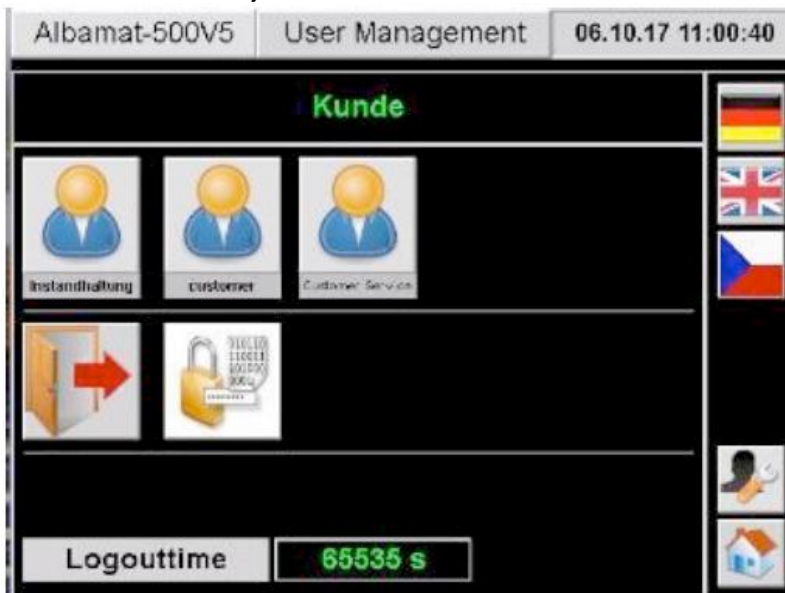 Albamat-500V5 User Management 06.10.17 11:00:40
Kunde
Instandhaltung customer Customer Service
Logouttime 65535 s